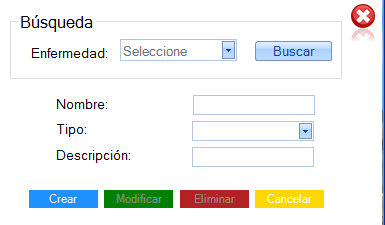 Búsqueda
Enfermedad: Seleccione Buscar
Nombre:
Tipo:
Descripción:
Crear Modificar Eliminar Cancelar